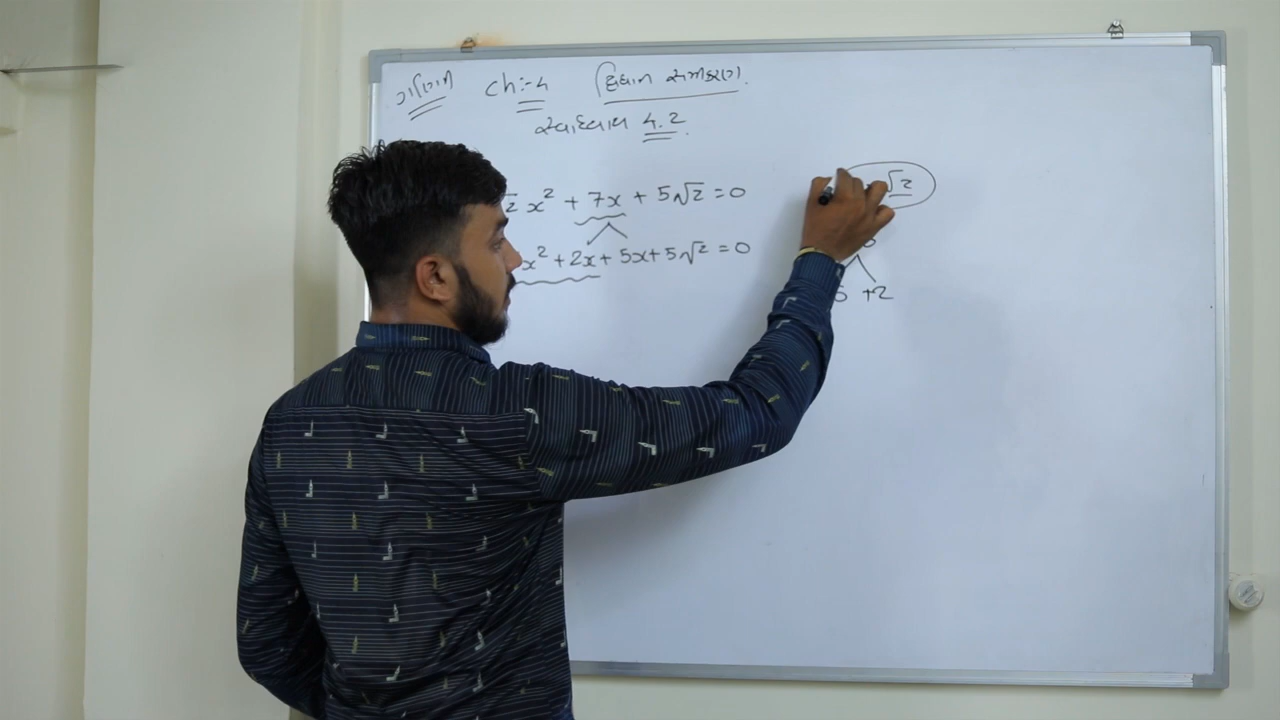 ગણિત ch:-4 દ્વિઘાત સમીકરણ.
સ્વાધ્યાય 4.2.
x² + 7x + 5√2 = 0
√2
x² + 2x + 5x + 5√2 = 0
+2